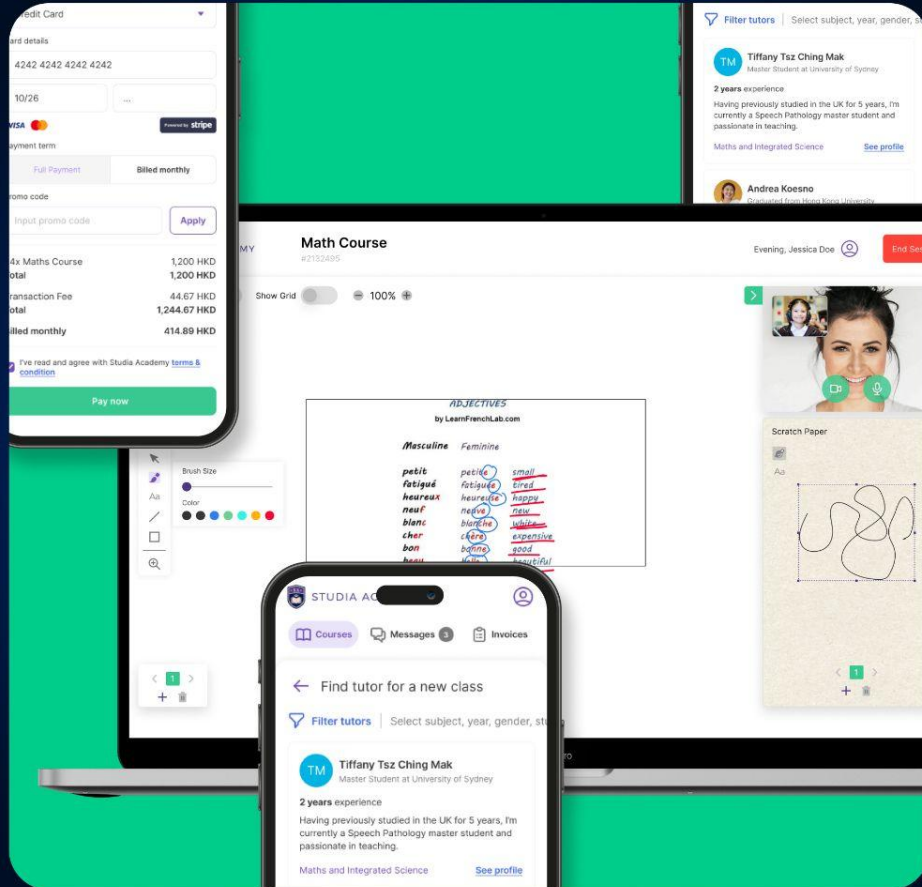 edit Card
ard details
4242 4242 4242 4242
10/26
...
VISA
Powered by stripe
ayment term
Full Payment
Billed monthly
romo code
Input promo code
Apply
4x Maths Course 1,200 HKD
otal 1,200 HKD
ransaction Fee 44.67 HKD
otal 1,244.67 HKD
illed monthly 414.89 HKD
I've read and agree with Studia Academy terms &
condition
Pay now
Filter tutors | Select subject, year, gender, s
TM
Tiffany Tsz Ching Mak
Master Student at University of Sydney
2 years experience
Having previously studied in the UK for 5 years, I'm
currently a Speech Pathology master student and
passionate in teaching.
Maths and Integrated Science
See profile
Andrea Koesno
Graduated from Hong Kong University
MY
Math Course
#2132495
Evening, Jessica Doe
End Ses
Show Grid
100%
ADJECTIVES
by LearnFrenchLab.com
Masculine Feminine
petit petite small
fatigué fatiguée tired
heureux heureuse happy
neuf neuve new
blanc blanche white
cher chère expensive
bon bonne good
beau belle beautiful
Brush Size
Color
Aa
1
Scratch Paper
Aa
1
ro
STUDIA AC
Courses
Messages 3
Invoices
Find tutor for a new class
Filter tutors | Select subject, year, gender, stu
TM
Tiffany Tsz Ching Mak
Master Student at University of Sydney
2 years experience
Having previously studied in the UK for 5 years, I'm
currently a Speech Pathology master student and
passionate in teaching.
Maths and Integrated Science
See profile